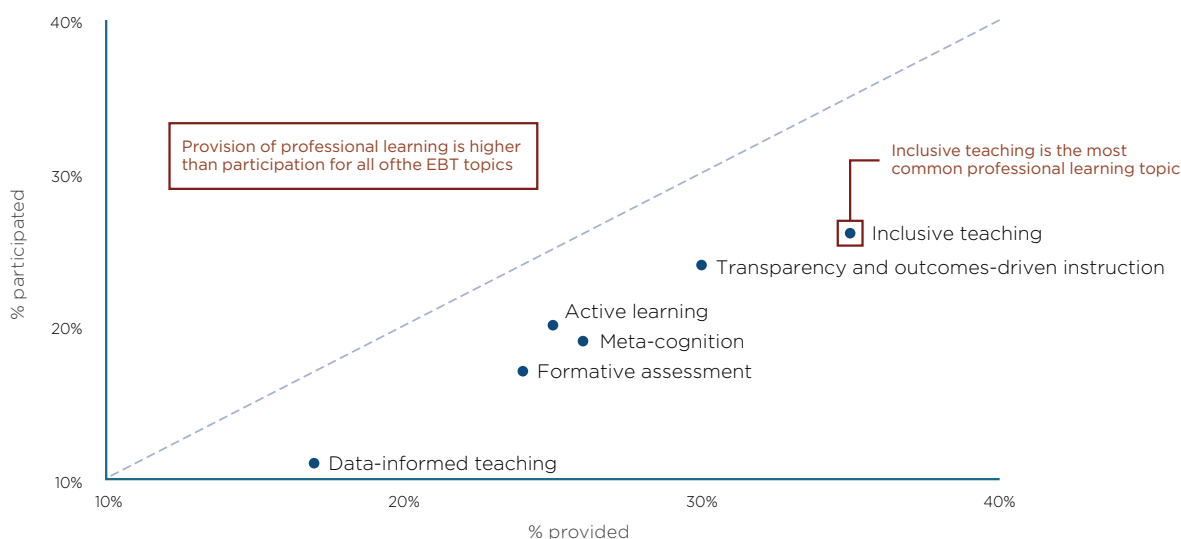 40%
Provision of professional learning is higher
than participation for all ofthe EBT topics
Inclusive teaching is the most
common professional learning topic
30%
% participated
Inclusive teaching
Transparency and outcomes-driven instruction
Active learning
20%
Meta-cognition
Formative assessment
Data-informed teaching
10%
10%
20%
30%
40%
% provided